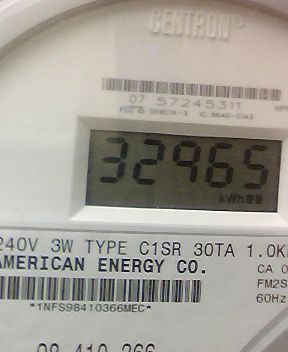 CENTRON®
07 57245311
32965
kWh
240V 3W TYPE C1SR 30TA 1.0K
AMERICAN ENERGY CO. CA 0
FM2S
*1NFS98410366MEC* 60Hz
98 410 366